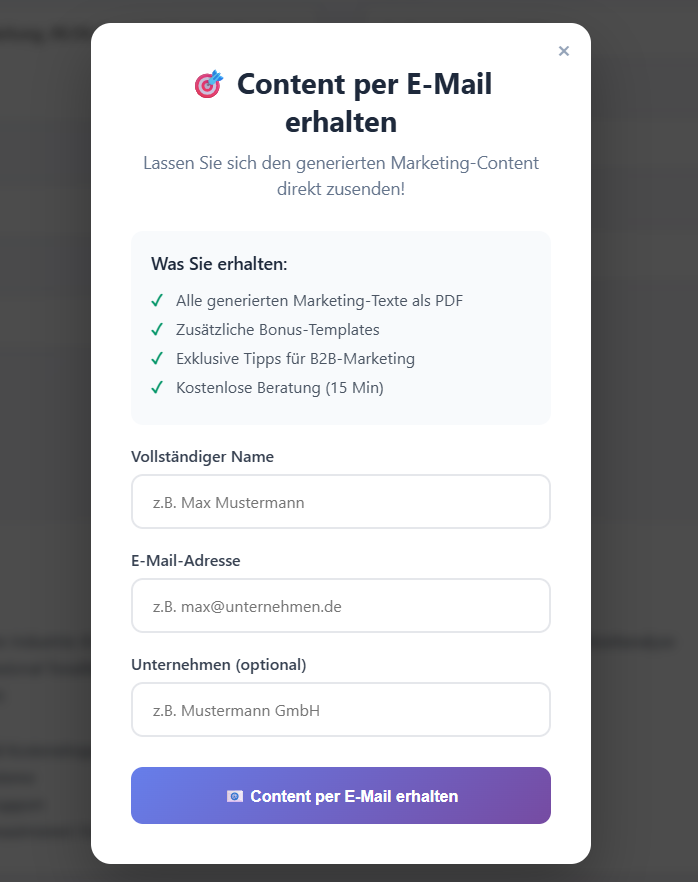 ×
🎯 Content per E-Mail
erhalten
Lassen Sie sich den generierten Marketing-Content
direkt zusenden!
Was Sie erhalten:
✓ Alle generierten Marketing-Texte als PDF
✓ Zusätzliche Bonus-Templates
✓ Exklusive Tipps für B2B-Marketing
✓ Kostenlose Beratung (15 Min)
Vollständiger Name
z.B. Max Mustermann
E-Mail-Adresse
z.B. max@unternehmen.de
Unternehmen (optional)
z.B. Mustermann GmbH
📧 Content per E-Mail erhalten